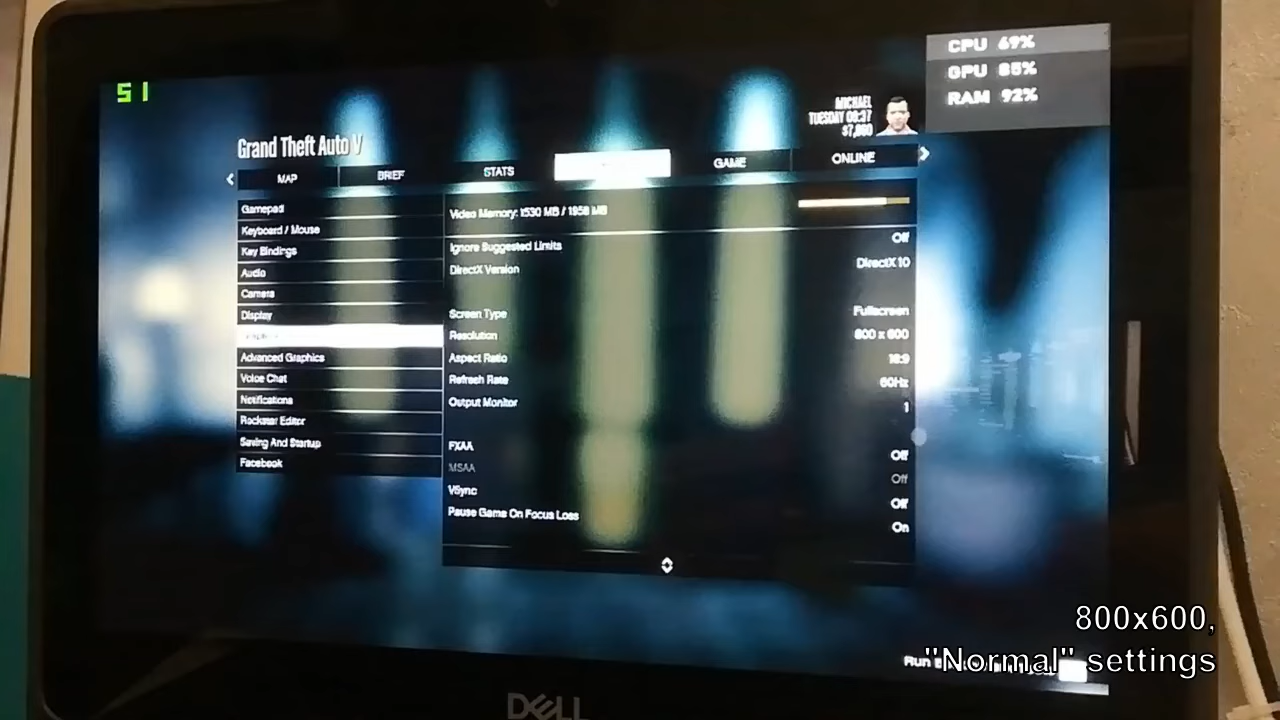 CPU 69%
GPU 85%
RAM 92%
51
MICHAEL
TUESDAY 08:37
$7,000
Grand Theft Auto V
MAP BRIEF STATS GAME ONLINE
Gamepad
Keyboard / Mouse
Key Bindings
Audio
Camera
Display
Advanced Graphics
Voice Chat
Notifications
Rockstar Editor
Saving And Startup
Facebook
Video Memory: 1530 MB / 1958 MB
Ignore Suggested Limits Off
DirectX Version DirectX 10
Screen Type Fullscreen
Resolution 800 x 600
Aspect Ratio 16:9
Refresh Rate 60Hz
Output Monitor 1
FXAA Off
MSAA Off
VSync Off
Pause Game On Focus Loss On
800x600,
"Normal" settings
Run
DELL